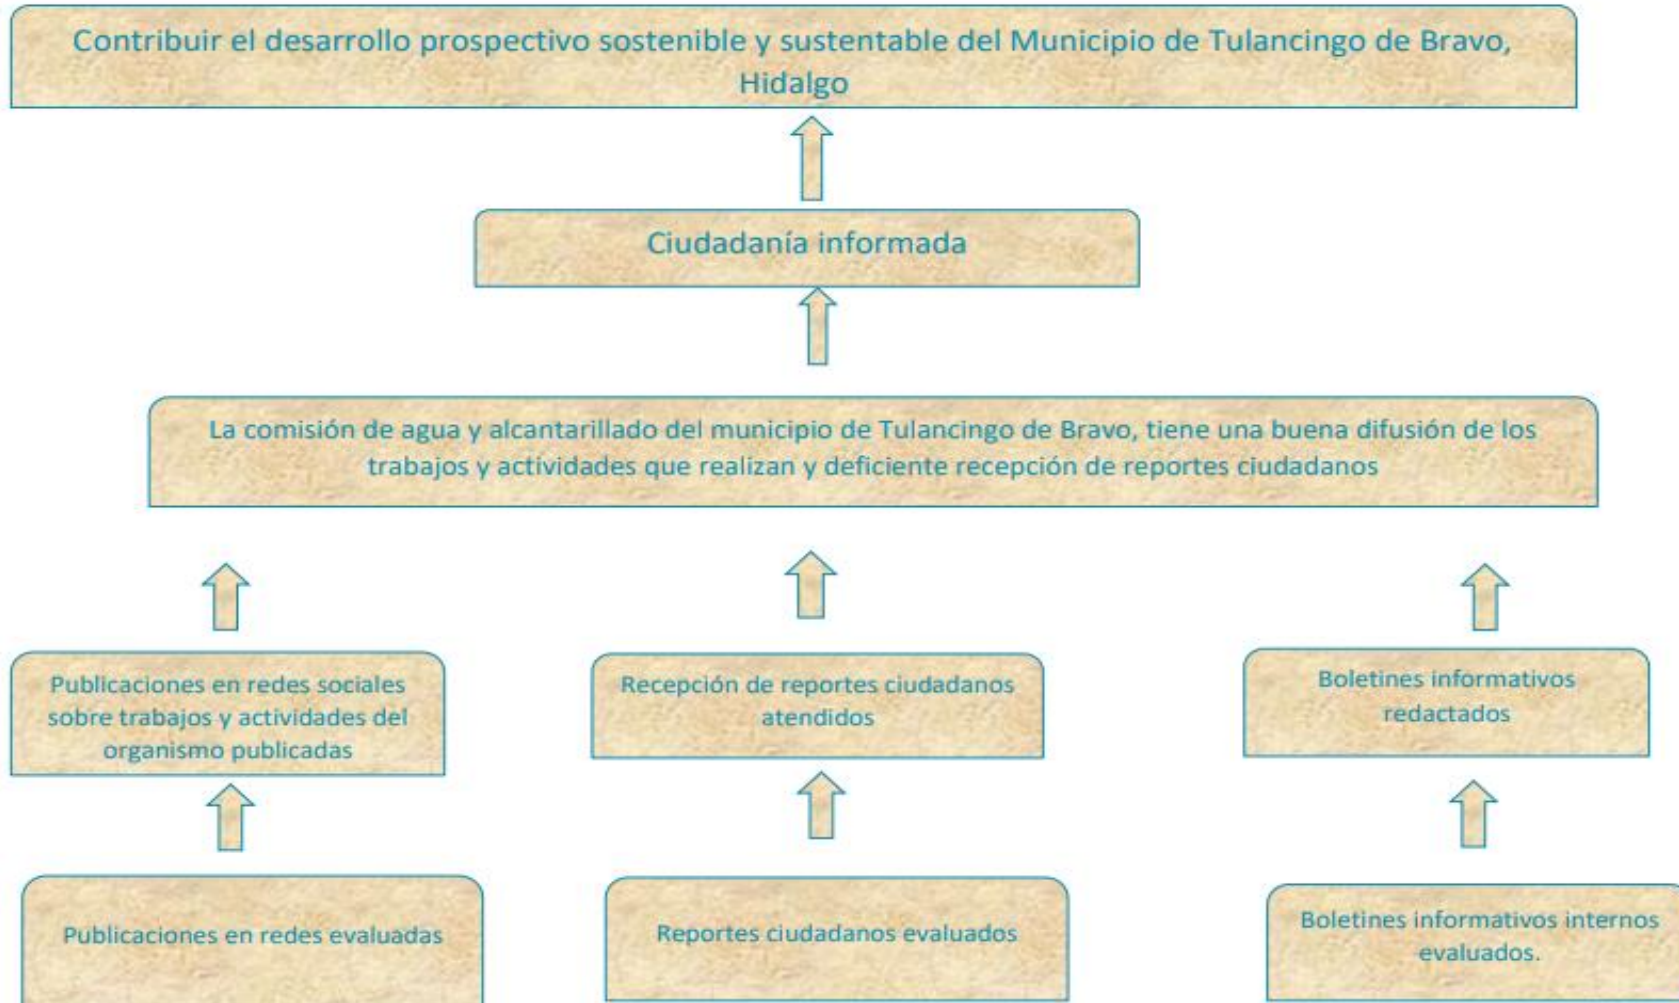 Contribuir el desarrollo prospectivo sostenible y sustentable del Municipio de Tulancingo de Bravo,
Hidalgo
Ciudadanía informada
La comisión de agua y alcantarillado del municipio de Tulancingo de Bravo, tiene una buena difusión de los
trabajos y actividades que realizan y deficiente recepción de reportes ciudadanos
Publicaciones en redes sociales
sobre trabajos y actividades del
organismo publicadas
Recepción de reportes ciudadanos
atendidos
Boletines informativos
redactados
Publicaciones en redes evaluadas
Reportes ciudadanos evaluados
Boletines informativos internos
evaluados.